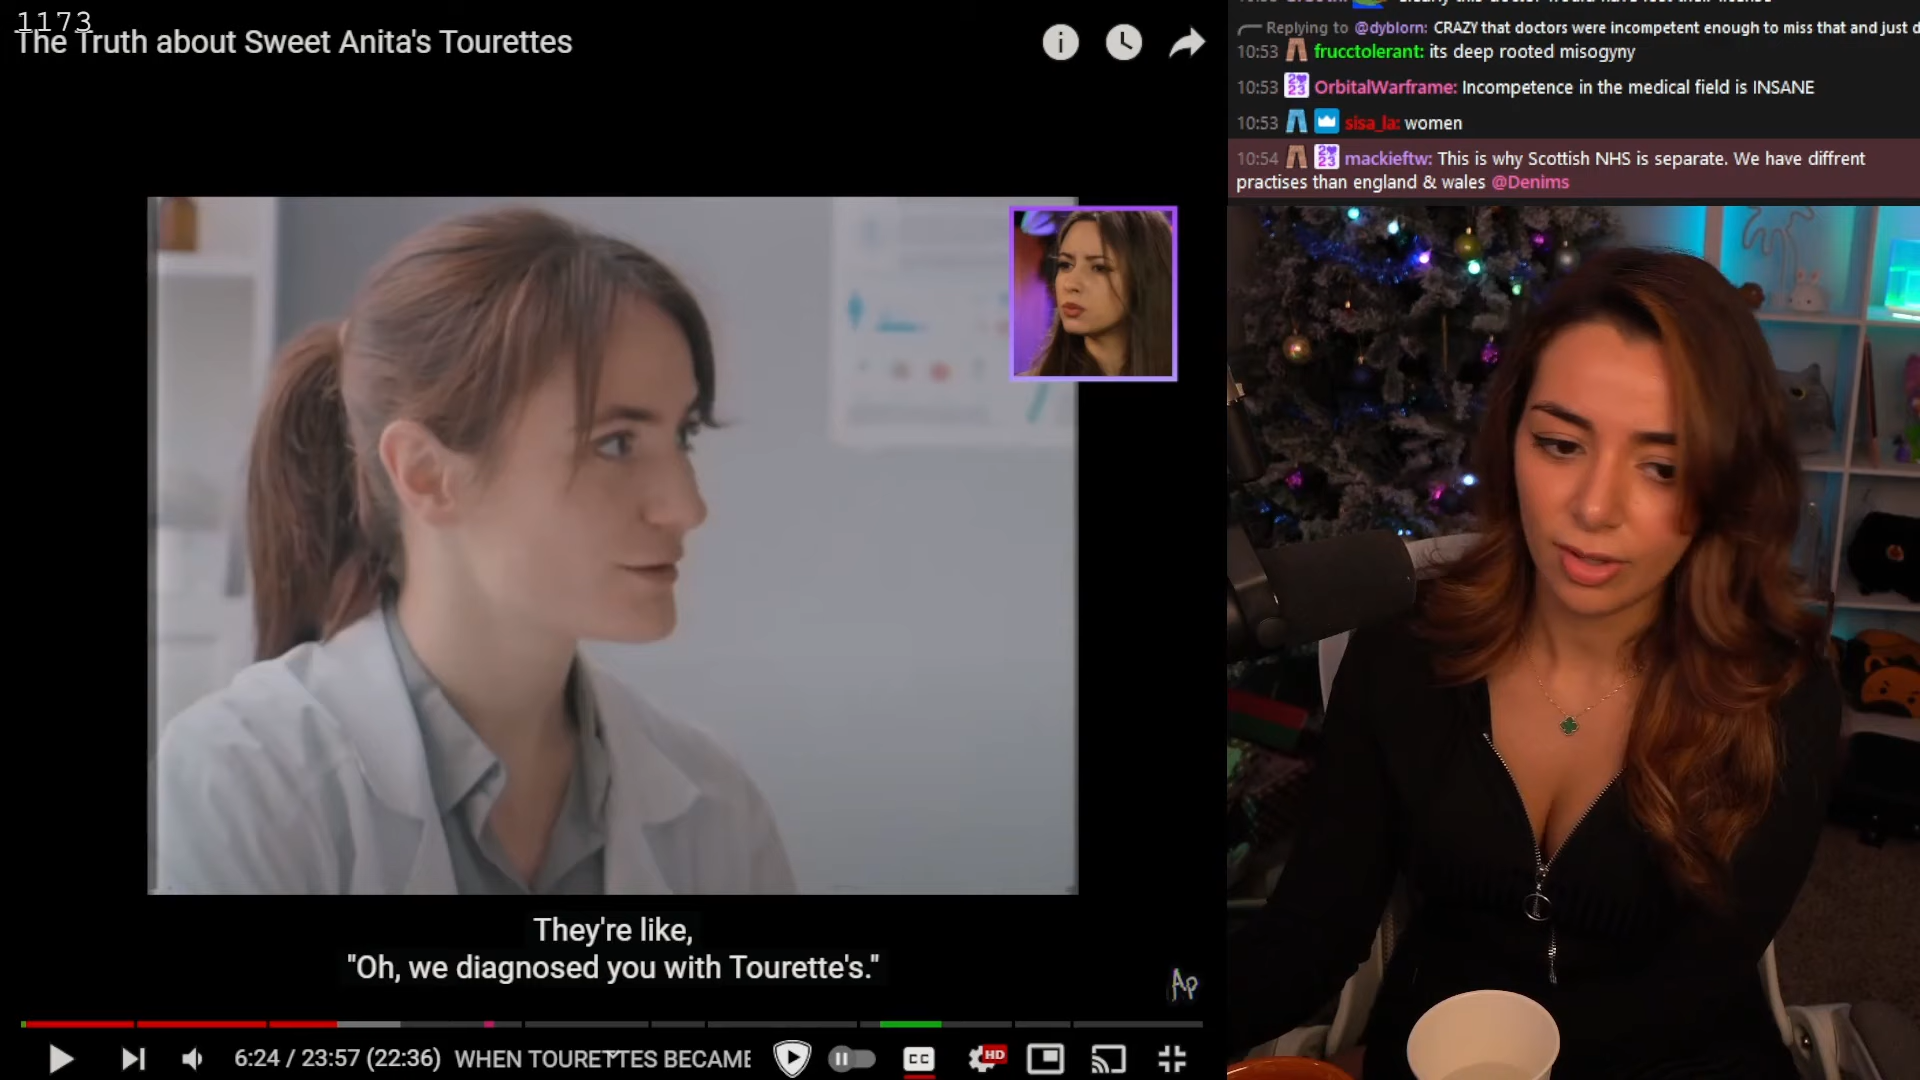 1173
The Truth about Sweet Anita's Tourettes
They're like,
"Oh, we diagnosed you with Tourette's."
Ap
6:24 / 23:57 (22:36) WHEN TOURETTES BECAME
CC
HD
Replying to @dyblorn: CRAZY that doctors were incompetent enough to miss that and just d
10:53 frucctolerant: its deep rooted misogyny
10:53 OrbitalWarframe: Incompetence in the medical field is INSANE
10:53 sisa_la: women
10:54 mackieftw: This is why Scottish NHS is separate. We have diffrent
practises than england & wales @Denims